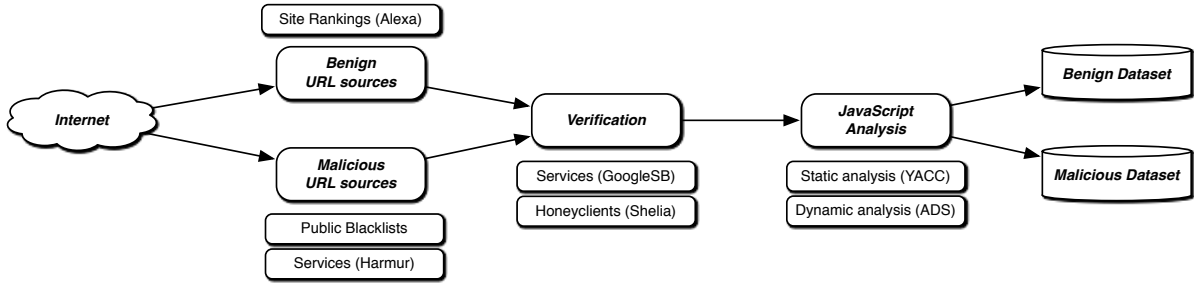 Site Rankings (Alexa)
Benign
URL sources
Internet
Malicious
URL sources
Public Blacklists
Services (Harmur)
Verification
Services (GoogleSB)
Honeyclients (Shelia)
JavaScript
Analysis
Static analysis (YACC)
Dynamic analysis (ADS)
Benign Dataset
Malicious Dataset